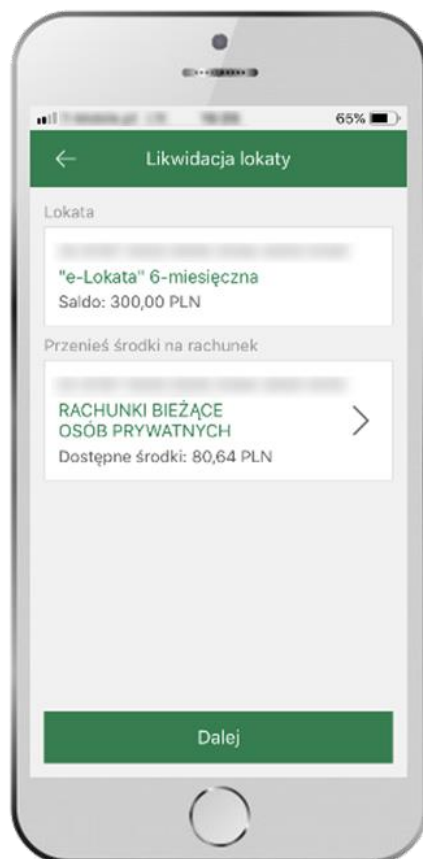 65%
Likwidacja lokaty
Lokata
"e-Lokata" 6-miesięczna
Saldo: 300,00 PLN
Przenieś środki na rachunek
RACHUNKI BIEŻĄCE
OSÓB PRYWATNYCH
Dostępne środki: 80,64 PLN
Dalej